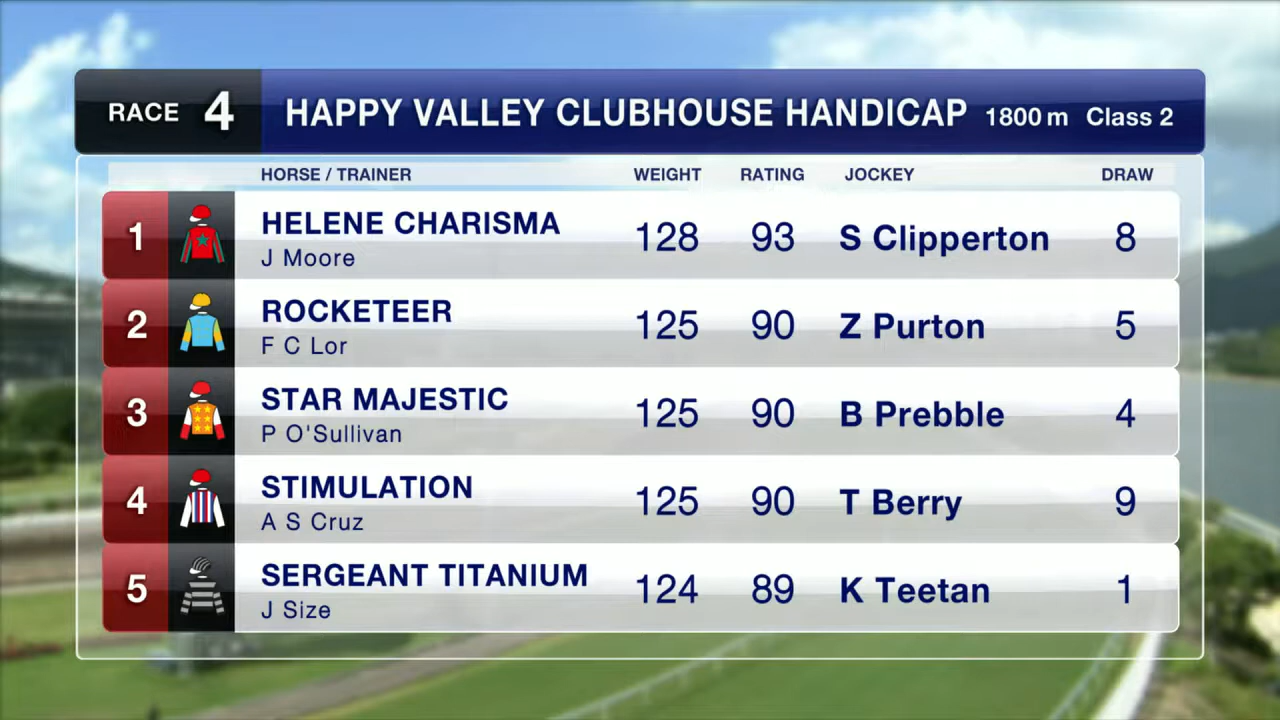 RACE 4 HAPPY VALLEY CLUBHOUSE HANDICAP 1800 m Class 2
HORSE / TRAINER WEIGHT RATING JOCKEY DRAW
1 HELENE CHARISMA 128 93 S Clipperton 8
J Moore
2 ROCKETEER 125 90 Z Purton 5
F C Lor
3 STAR MAJESTIC 125 90 B Prebble 4
P O'Sullivan
4 STIMULATION 125 90 T Berry 9
A S Cruz
5 SERGEANT TITANIUM 124 89 K Teetan 1
J Size